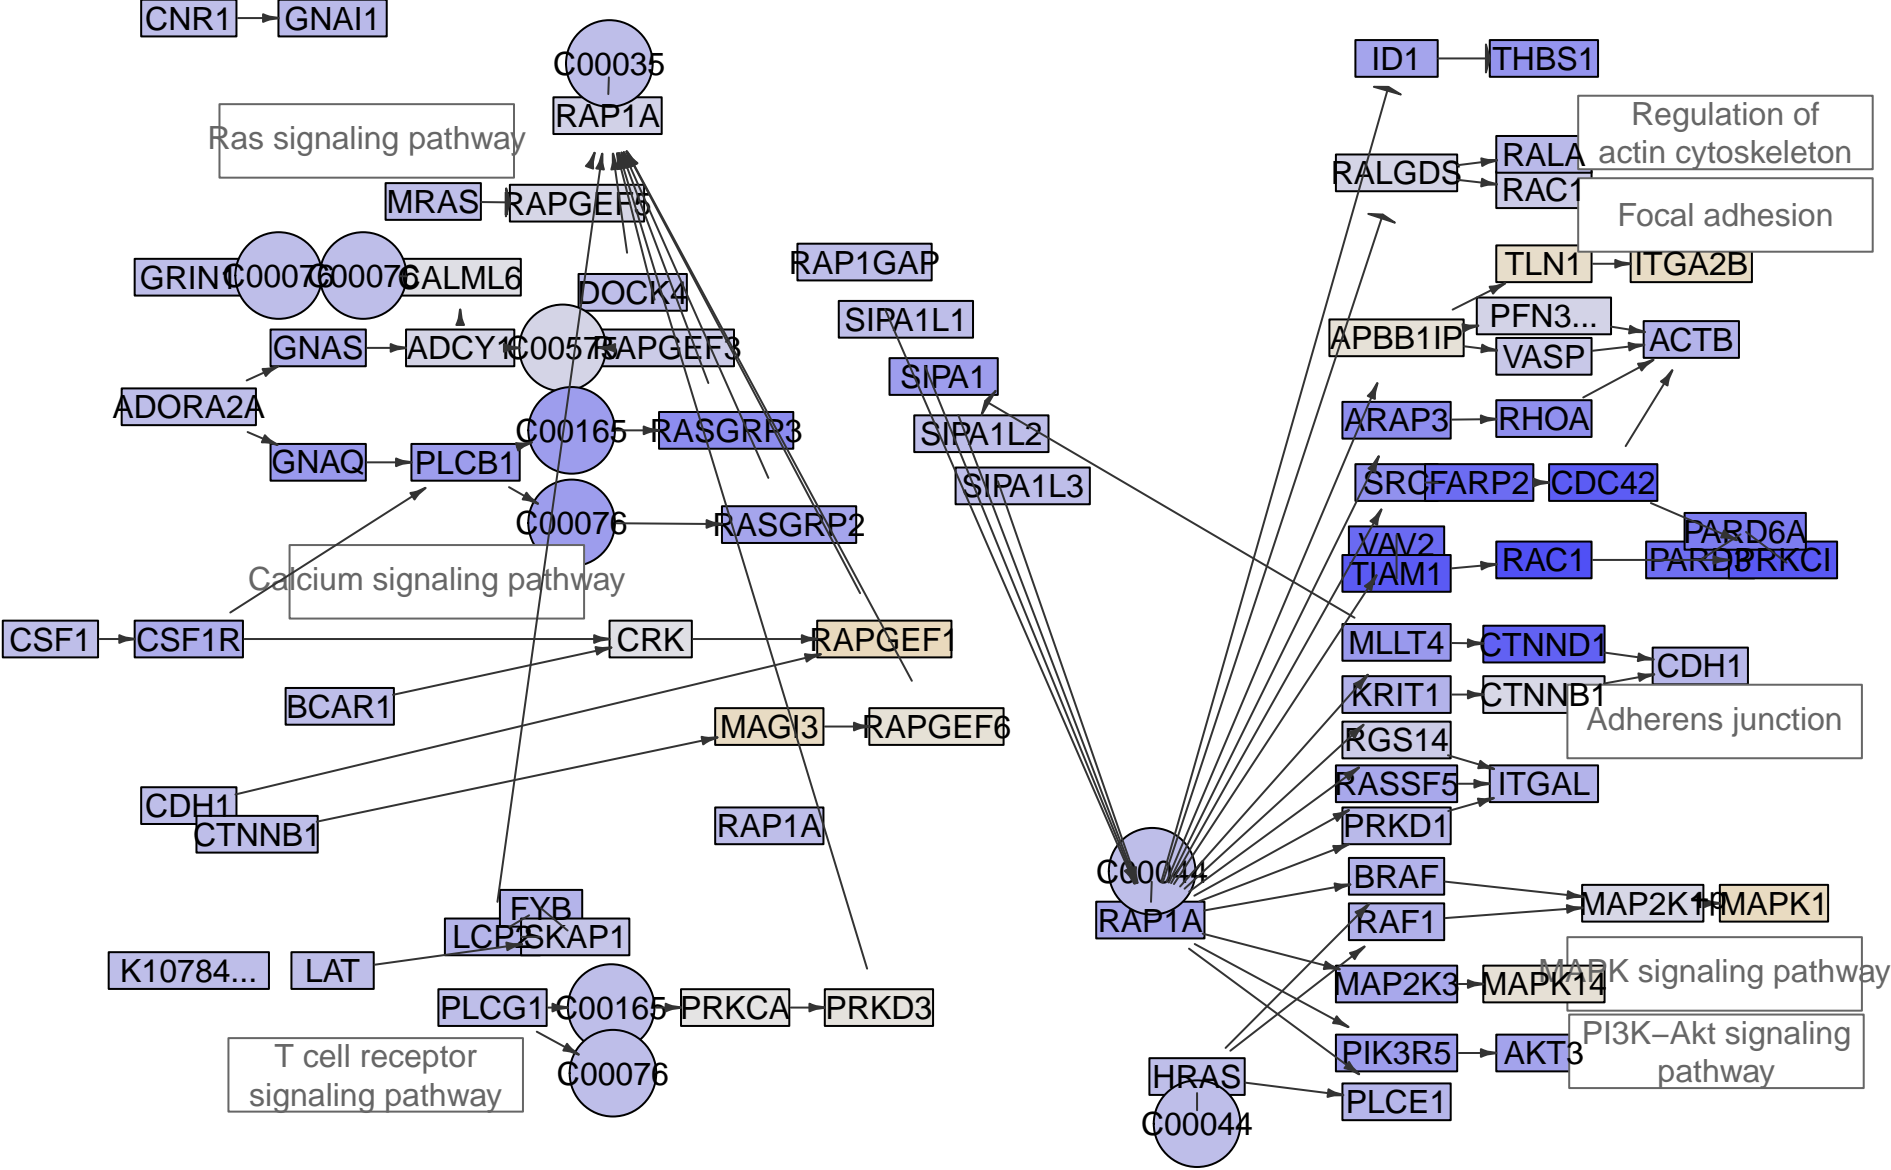 CNR1
GNAI1
C00035
RAP1A
Ras signaling pathway
MRAS
RAPGEF5
GRIN1
C00076
C00076
CALML6
DOCK4
GNAS
ADCY1
C00575
RAPGEF3
ADORA2A
GNAQ
PLCB1
C00165
RASGRP3
C00076
RASGRP2
Calcium signaling pathway
CSF1
CSF1R
CRK
RAPGEF1
BCAR1
MAGI3
RAPGEF6
CDH1
CTNNB1
RAP1A
FYB
LCP2
SKAP1
K10784...
LAT
PLCG1
C00165
PRKCA
PRKD3
C00076
T cell receptor
signaling pathway
RAP1GAP
SIPA1L1
SIPA1
SIPA1L2
SIPA1L3
C00044
RAP1A
HRAS
C00044
ID1
THBS1
Regulation of
actin cytoskeleton
RALGDS
RALA
RAC1
Focal adhesion
TLN1
ITGA2B
APBB1IP
PFN3...
VASP
ACTB
ARAP3
RHOA
SRC
FARP2
CDC42
VAV2
TIAM1
RAC1
PARD6A
PARD3
PRKCI
MLLT4
CTNND1
CDH1
KRIT1
CTNNB1
Adherens junction
RGS14
RASSF5
ITGAL
PRKD1
BRAF
RAF1
MAP2K1
+p
MAPK1
MAP2K3
MAPK14
MAPK signaling pathway
PIK3R5
AKT3
PI3K−Akt signaling
pathway
PLCE1